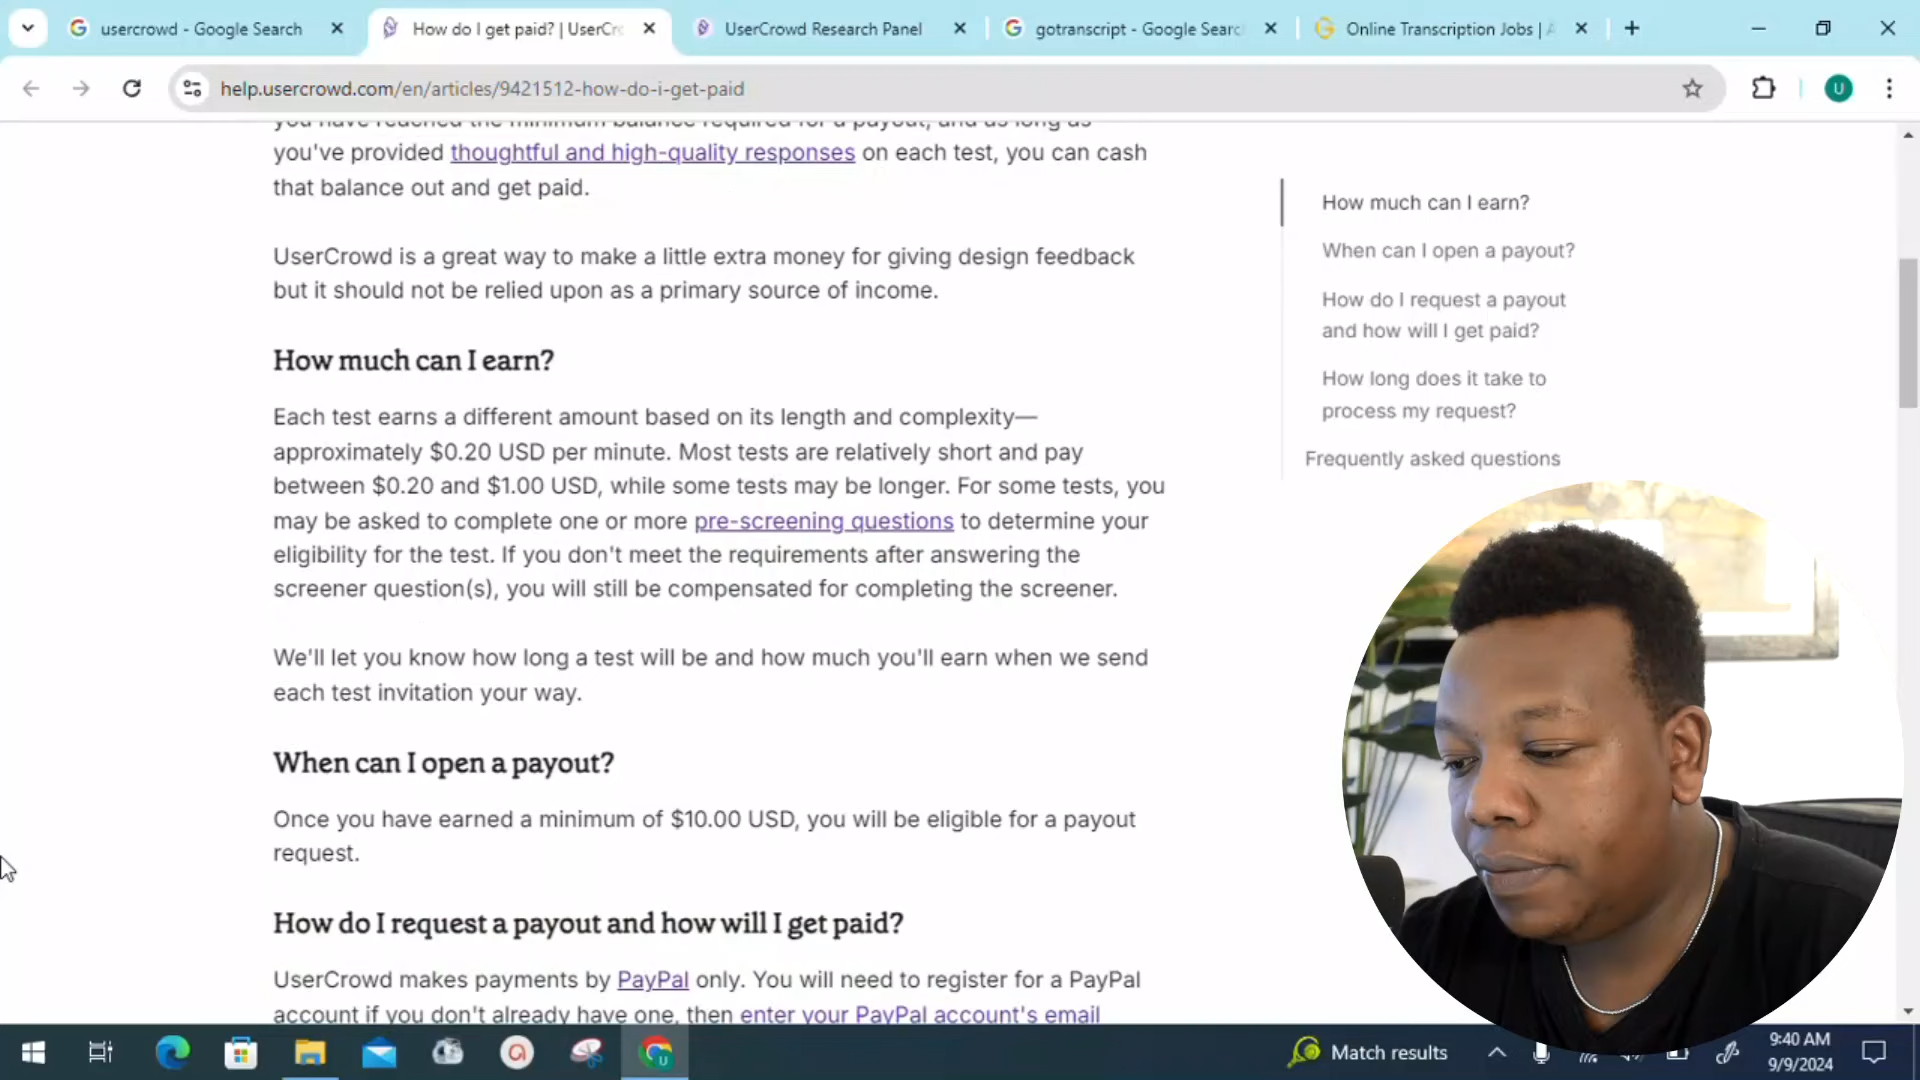 usercrowd - Google Search
How do I get paid? | UserCr
UserCrowd Research Panel
gotranscript - Google Searc
Online Transcription Jobs | A
help.usercrowd.com/en/articles/9421512-how-do-i-get-paid
U
you have reached the minimum balance required for a payout, and as long as
you've provided thoughtful and high-quality responses on each test, you can cash
that balance out and get paid.
UserCrowd is a great way to make a little extra money for giving design feedback
but it should not be relied upon as a primary source of income.
How much can I earn?
Each test earns a different amount based on its length and complexity—
approximately $0.20 USD per minute. Most tests are relatively short and pay
between $0.20 and $1.00 USD, while some tests may be longer. For some tests, you
may be asked to complete one or more pre-screening questions to determine your
eligibility for the test. If you don't meet the requirements after answering the
screener question(s), you will still be compensated for completing the screener.
We'll let you know how long a test will be and how much you'll earn when we send
each test invitation your way.
When can I open a payout?
Once you have earned a minimum of $10.00 USD, you will be eligible for a payout
request.
How do I request a payout and how will I get paid?
UserCrowd makes payments by PayPal only. You will need to register for a PayPal
account if you don't already have one, then enter your PayPal account's email
How much can I earn?
When can I open a payout?
How do I request a payout
and how will I get paid?
How long does it take to
process my request?
Frequently asked questions
Match results
9:40 AM
9/9/2024